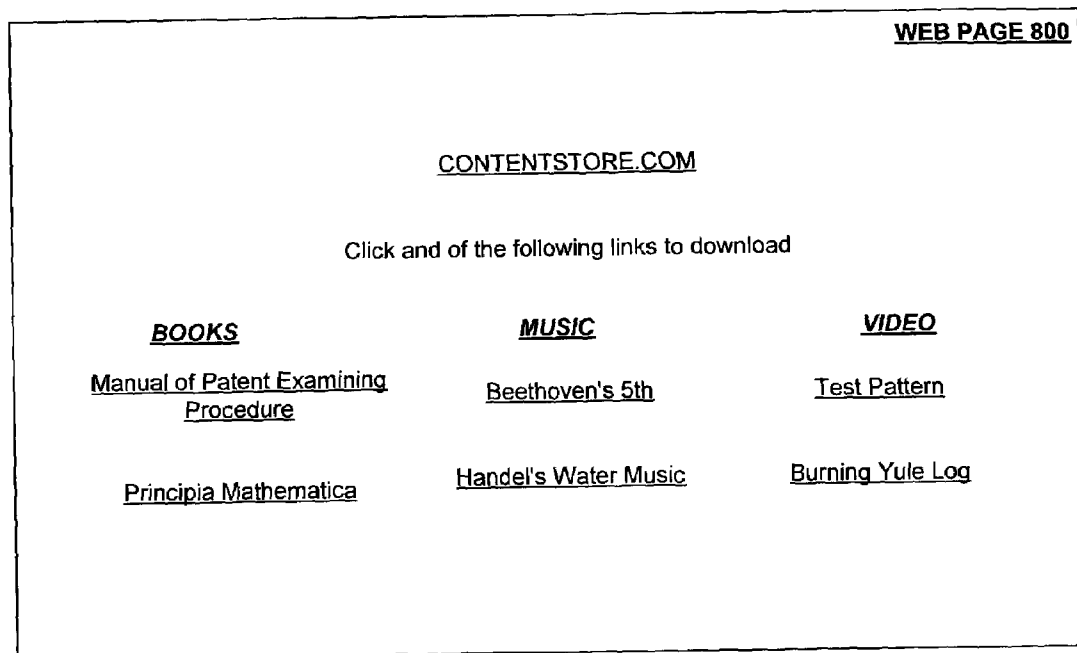 WEB PAGE 800
CONTENTSTORE.COM
Click and of the following links to download
BOOKS
Manual of Patent Examining
Procedure
Principia Mathematica
MUSIC
Beethoven's 5th
Handel's Water Music
VIDEO
Test Pattern
Burning Yule Log